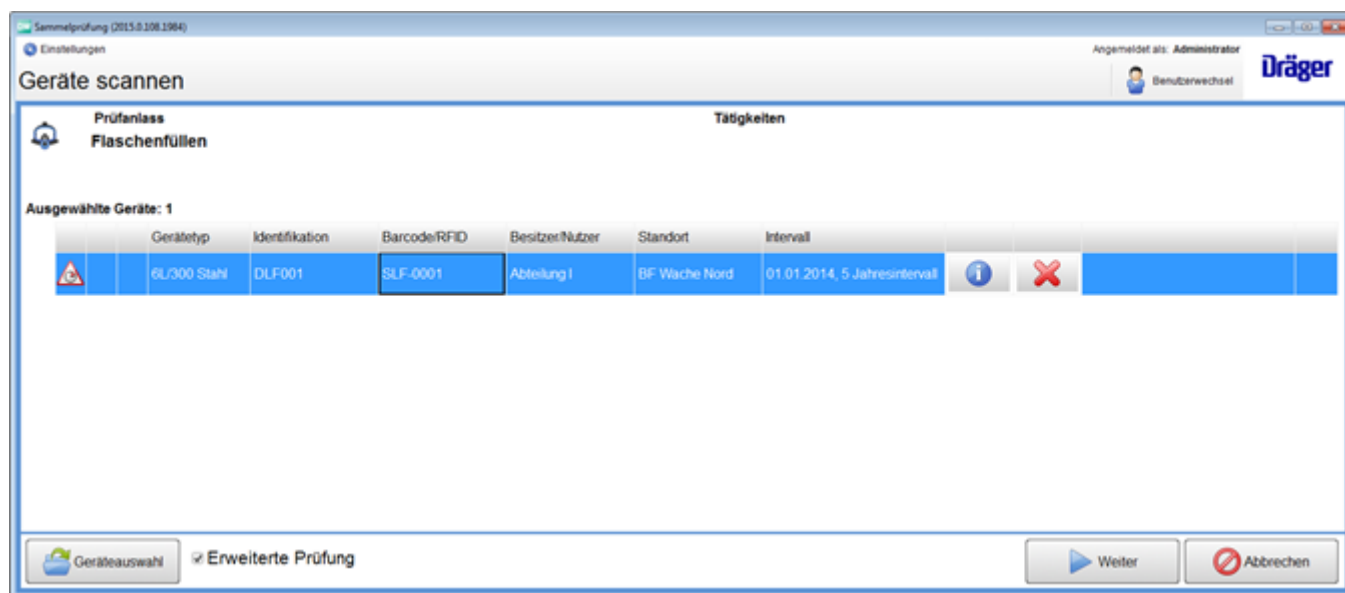 Sammelprüfung (2015.0.108.1984)
Einstellungen
Angemeldet als: Administrator
Geräte scannen
Benutzerwechsel
Dräger
Prüfanlass
Tätigkeiten
Flaschenfüllen
Ausgewählte Geräte: 1
Gerätetyp Identifikation Barcode/RFID Besitzer/Nutzer Standort Intervall
6L/300 Stahl DLF001 SLF-0001 Abteilung I BF Wache Nord 01.01.2014, 5 Jahresintervall
Geräteauswahl Erweiterte Prüfung Weiter Abbrechen